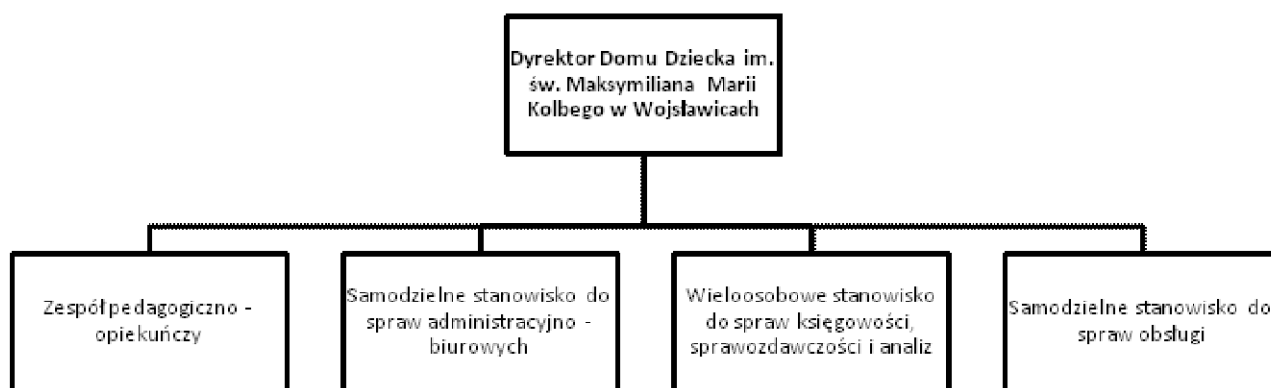 Dyrektor Domu Dziecka im.
św. Maksymiliana Marii
Kolbego w Wojsławicach
Zespół pedagogiczno -
opiekuńczy
Samodzielne stanowisko do
spraw administracyjno -
biurowych
Wieloosobowe stanowisko
do spraw księgowości,
sprawozdawczości i analiz
Samodzielne stanowisko do
spraw obsługi